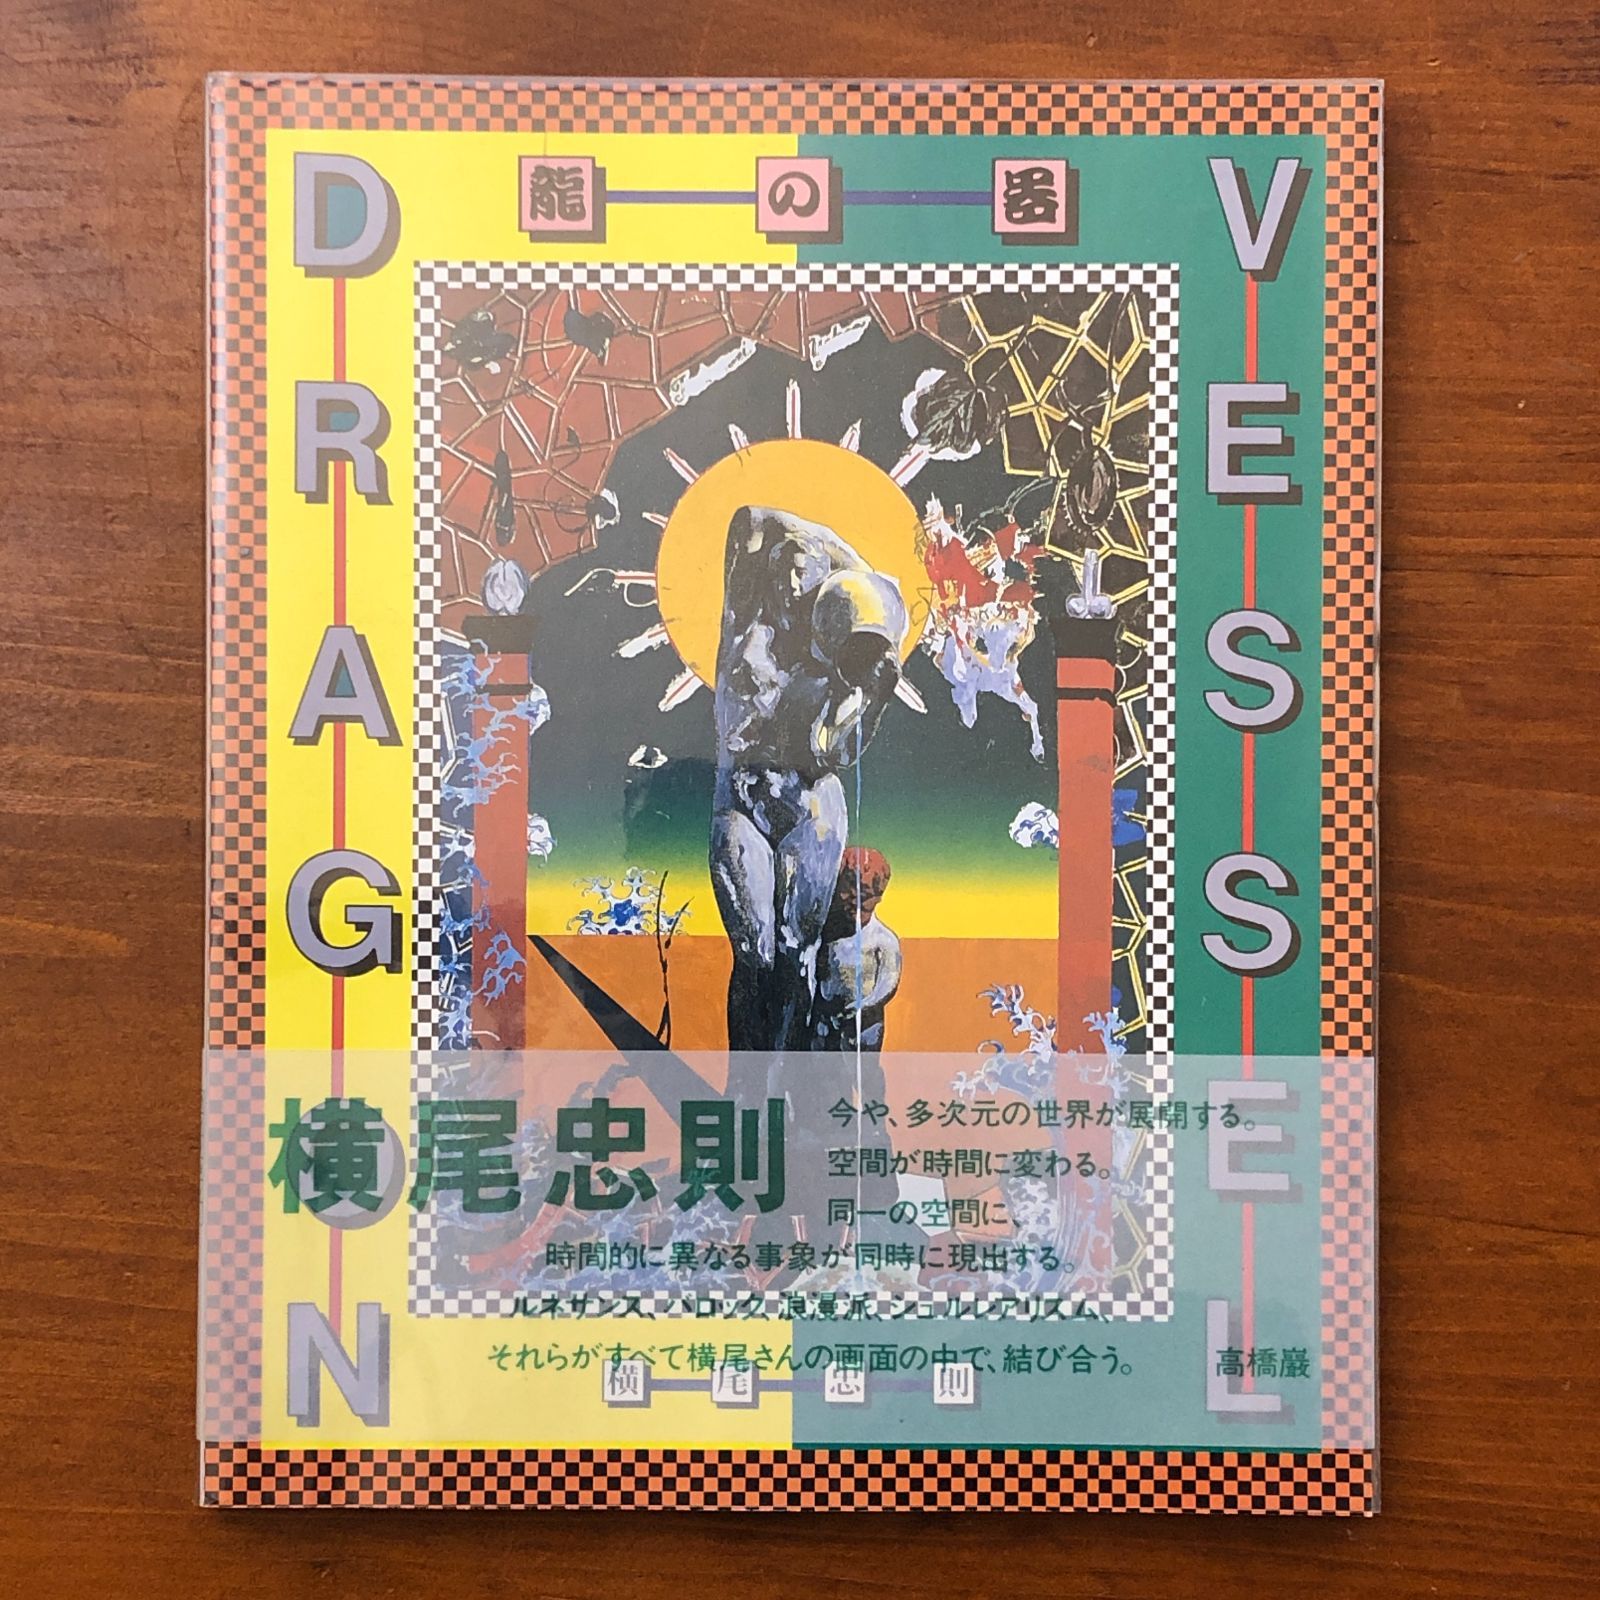 龍の器
DRAGON
VESSEL
横尾忠則
今や、多次元の世界が展開する。
空間が時間に変わる。
同一の空間に、
時間的に異なる事象が同時に現出する。
ルネサンス、バロック、浪漫派、シュルレアリスム、
それらがすべて横尾さんの画面の中で、結び合う。
高橋巖
横尾忠則